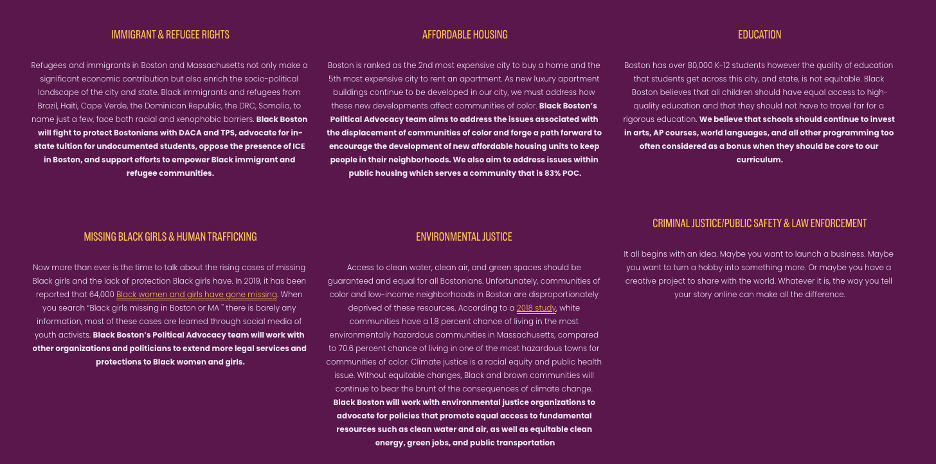 IMMIGRANT & REFUGEE RIGHTS
Refugees and immigrants in Boston and Massachusetts not only make a
significant economic contribution but also enrich the socio-political
landscape of the city and state. Black immigrants and refugees from
Brazil, Haiti, Cape Verde, the Dominican Republic, the DRC, Somalia, to
name just a few, face both racial and xenophobic barriers. Black Boston
will fight to protect Bostonians with DACA and TPS, advocate for in-
state tuition for undocumented students, oppose the presence of ICE
in Boston, and support efforts to empower Black immigrant and
refugee communities.
AFFORDABLE HOUSING
Boston is ranked as the 2nd most expensive city to buy a home and the
5th most expensive city to rent an apartment. As new luxury apartment
buildings continue to be developed in our city, we must address how
these new developments affect communities of color. Black Boston's
Political Advocacy team aims to address the issues associated with
the displacement of communities of color and forge a path forward to
encourage the development of new affordable housing units to keep
people in their neighborhoods. We also aim to address issues within
public housing which serves a community that is 83% POC.
EDUCATION
Boston has over 80,000 K-12 students however the quality of education
that students get across this city, and state, is not equitable. Black
Boston believes that all children should have equal access to high-
quality education and that they should not have to travel far for a
rigorous education. We believe that schools should continue to invest
in arts, AP courses, world languages, and all other programming too
often considered as a bonus when they should be core to our
curriculum.
MISSING BLACK GIRLS & HUMAN TRAFFICKING
Now more than ever is the time to talk about the rising cases of missing
Black girls and the lack of protection Black girls have. In 2019, it has been
reported that 64,000 Black women and girls have gone missing. When
you search "Black girls missing in Boston or MA " there is barely any
information, most of these cases are learned through social media of
youth activists. Black Boston's Political Advocacy team will work with
other organizations and politicians to extend more legal services and
protections to Black women and girls.
ENVIRONMENTAL JUSTICE
Access to clean water, clean air, and green spaces should be
guaranteed and equal for all Bostonians. Unfortunately, communities of
color and low-income neighborhoods in Boston are disproportionately
deprived of these resources. According to a 2018 study, white
communities have a 1.8 percent chance of living in the most
environmentally hazardous communities in Massachusetts, compared
to 70.6 percent chance of living in one of the most hazardous towns for
communities of color. Climate justice is a racial equity and public health
issue. Without equitable changes, Black and brown communities will
continue to bear the brunt of the consequences of climate change.
Black Boston will work with environmental justice organizations to
advocate for policies that promote equal access to fundamental
resources such as clean water and air, as well as equitable clean
energy, green jobs, and public transportation
CRIMINAL JUSTICE/PUBLIC SAFETY & LAW ENFORCEMENT
It all begins with an idea. Maybe you want to launch a business. Maybe
you want to turn a hobby into something more. Or maybe you have a
creative project to share with the world. Whatever it is, the way you tell
your story online can make all the difference.